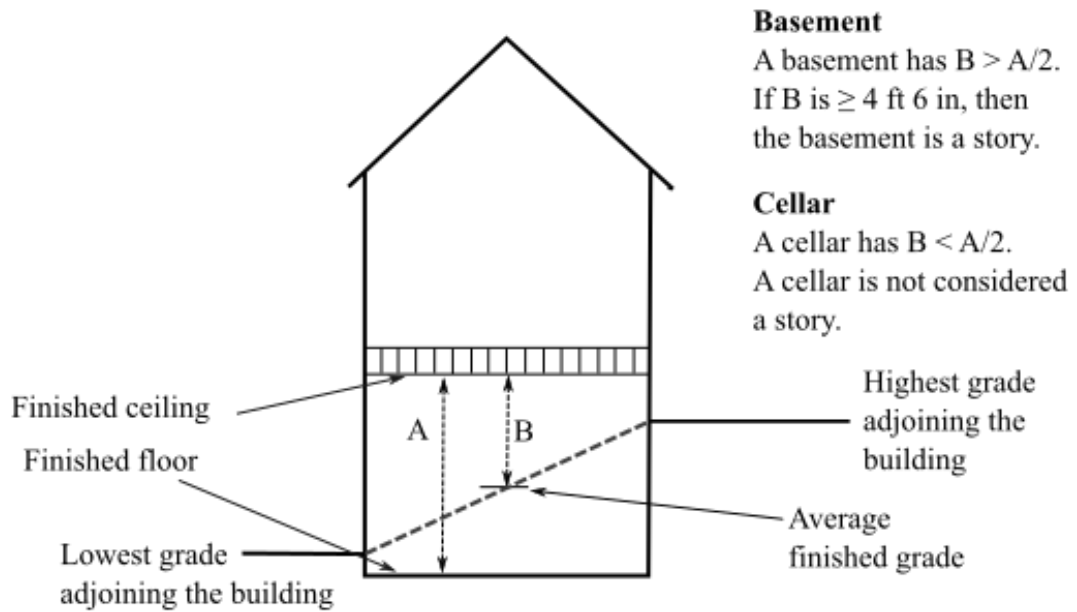 Basement
A basement has B > A/2.
If B is ≥ 4 ft 6 in, then
the basement is a story.
Cellar
A cellar has B < A/2.
A cellar is not considered
a story.
Finished ceiling
Finished floor
A
B
Highest grade
adjoining the
building
Average
finished grade
Lowest grade
adjoining the building